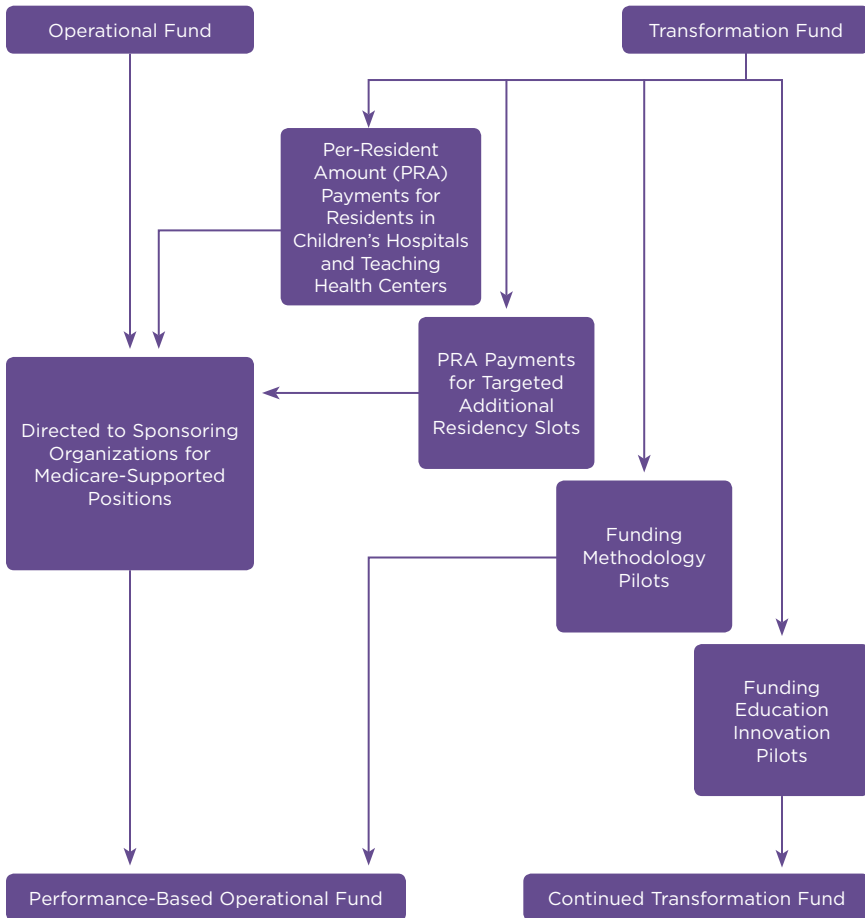 Operational Fund
Transformation Fund
Per-Resident
Amount (PRA)
Payments for
Residents in
Children’s Hospitals
and Teaching
Health Centers
PRA Payments
for Targeted
Additional
Residency Slots
Directed to Sponsoring
Organizations for
Medicare-Supported
Positions
Funding
Methodology
Pilots
Funding
Education
Innovation
Pilots
Performance-Based Operational Fund
Continued Transformation Fund